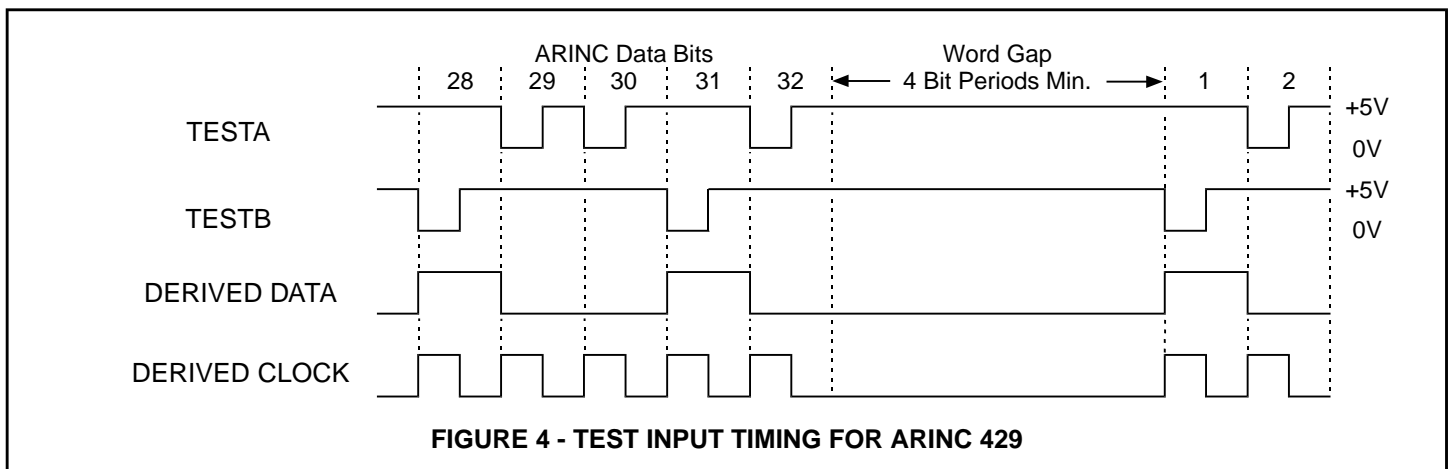 ARINC Data Bits Word Gap
28 29 30 31 32 4 Bit Periods Min. 1 2
TESTA +5V
0V
TESTB +5V
0V
DERIVED DATA
DERIVED CLOCK
FIGURE 4 - TEST INPUT TIMING FOR ARINC 429